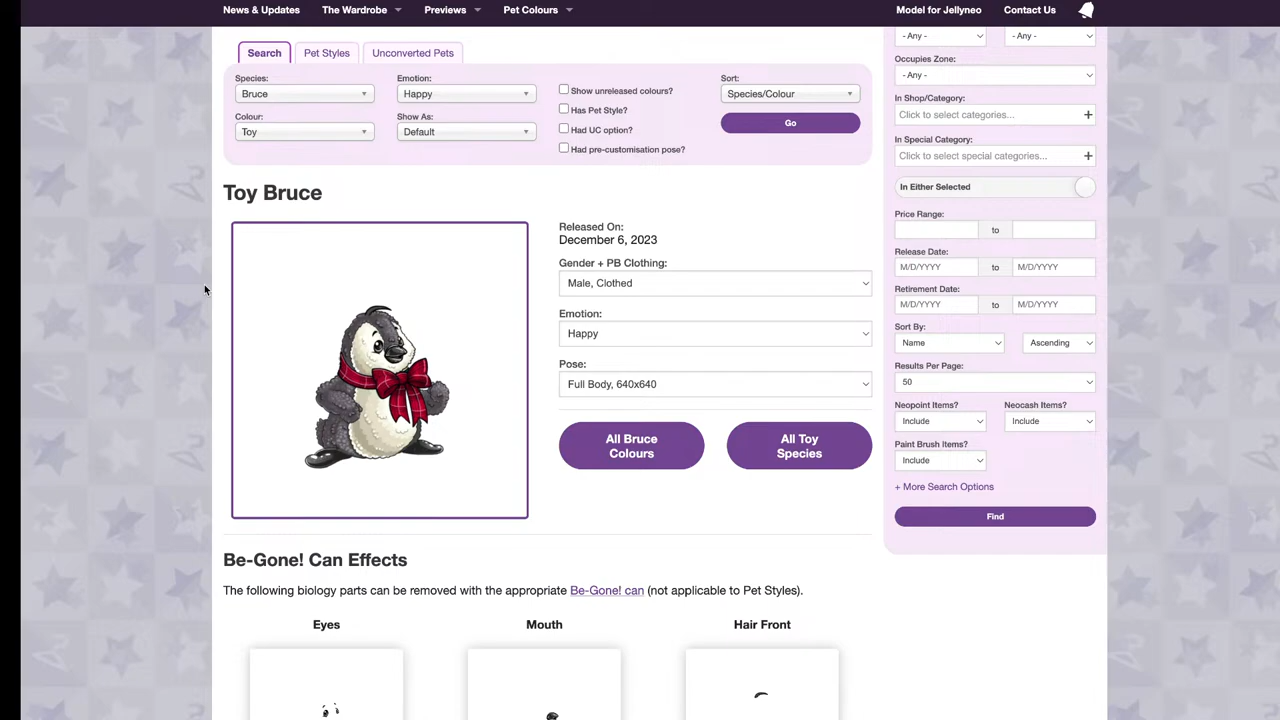 News & Updates The Wardrobe Previews Pet Colours Model for Jellyneo Contact Us
Search Pet Styles Unconverted Pets
Species:
Bruce
Colour:
Toy
Emotion:
Happy
Show As:
Default
Show unreleased colours?
Has Pet Style?
Had UC option?
Had pre-customisation pose?
Sort:
Species/Colour
Go
Toy Bruce
Released On:
December 6, 2023
Gender + PB Clothing:
Male, Clothed
Emotion:
Happy
Pose:
Full Body, 640x640
All Bruce
Colours
All Toy
Species
Be-Gone! Can Effects
The following biology parts can be removed with the appropriate Be-Gone! can (not applicable to Pet Styles).
Eyes Mouth Hair Front
- Any - - Any -
Occupies Zone:
- Any -
In Shop/Category:
Click to select categories... +
In Special Category:
Click to select special categories... +
In Either Selected
Price Range:
to
Release Date:
M/D/YYYY to M/D/YYYY
Retirement Date:
M/D/YYYY to M/D/YYYY
Sort By:
Name Ascending
Results Per Page:
50
Neopoint Items? Neocash Items?
Include Include
Paint Brush Items?
Include
+ More Search Options
Find